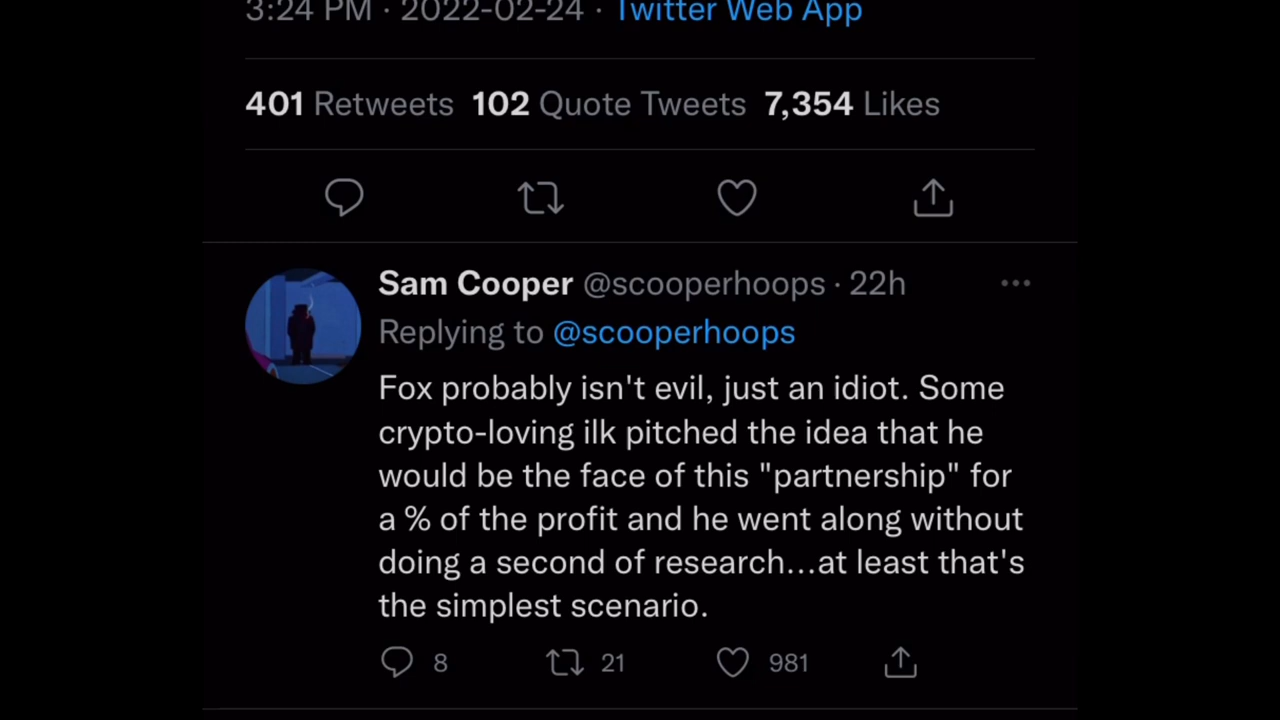 3:24 PM · 2022-02-24 · Twitter Web App
401 Retweets 102 Quote Tweets 7,354 Likes
Sam Cooper @scooperhoops · 22h
Replying to @scooperhoops
Fox probably isn't evil, just an idiot. Some
crypto-loving ilk pitched the idea that he
would be the face of this "partnership" for
a % of the profit and he went along without
doing a second of research...at least that's
the simplest scenario.
8 21 981